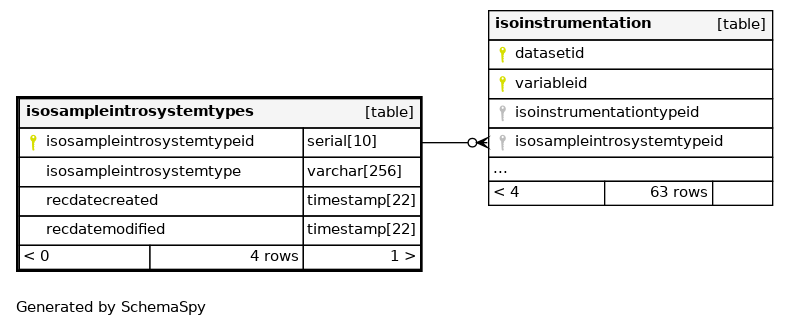 isoinstrumentation [table]
datasetid
variableid
isoinstrumentationtypeid
isosampleintrosystemtypeid
...
< 4 63 rows
isosampleintrosystemtypes [table]
isosampleintrosystemtypeid serial[10]
isosampleintrosystemtype varchar[256]
recdatecreated timestamp[22]
recdatemodified timestamp[22]
< 0 4 rows 1 >
Generated by SchemaSpy